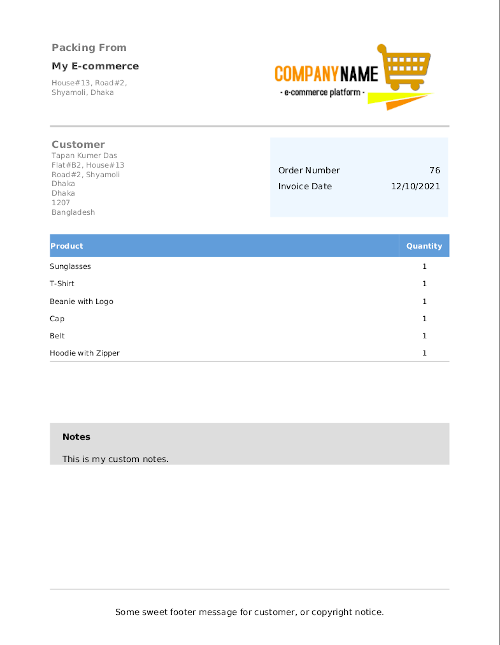 Packing From
My E-commerce
House#13, Road#2,
Shyamoli, Dhaka
COMPANYNAME
- e-commerce platform -
Customer
Tapan Kumer Das
Flat#B2, House#13
Road#2, Shyamoli
Dhaka
Dhaka
1207
Bangladesh
Order Number 76
Invoice Date 12/10/2021
Product Quantity
Sunglasses 1
T-Shirt 1
Beanie with Logo 1
Cap 1
Belt 1
Hoodie with Zipper 1
Notes
This is my custom notes.
Some sweet footer message for customer, or copyright notice.